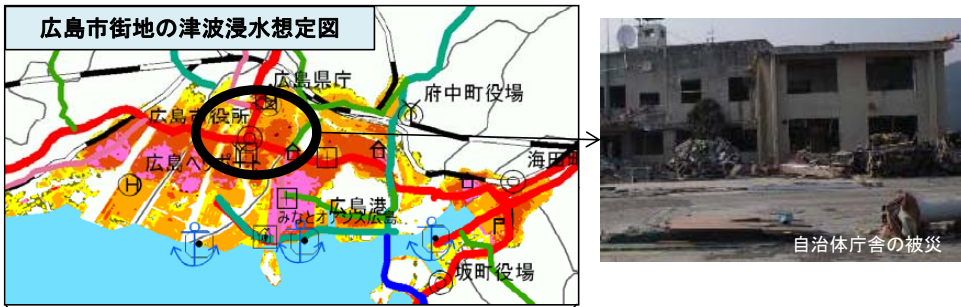 広島市街地の津波浸水想定図
広島県庁
府中町役場
広島市役所
広島ヘリポート
海田町
広島港
みなとオアシス広島
坂町役場
H
自治体庁舎の被災